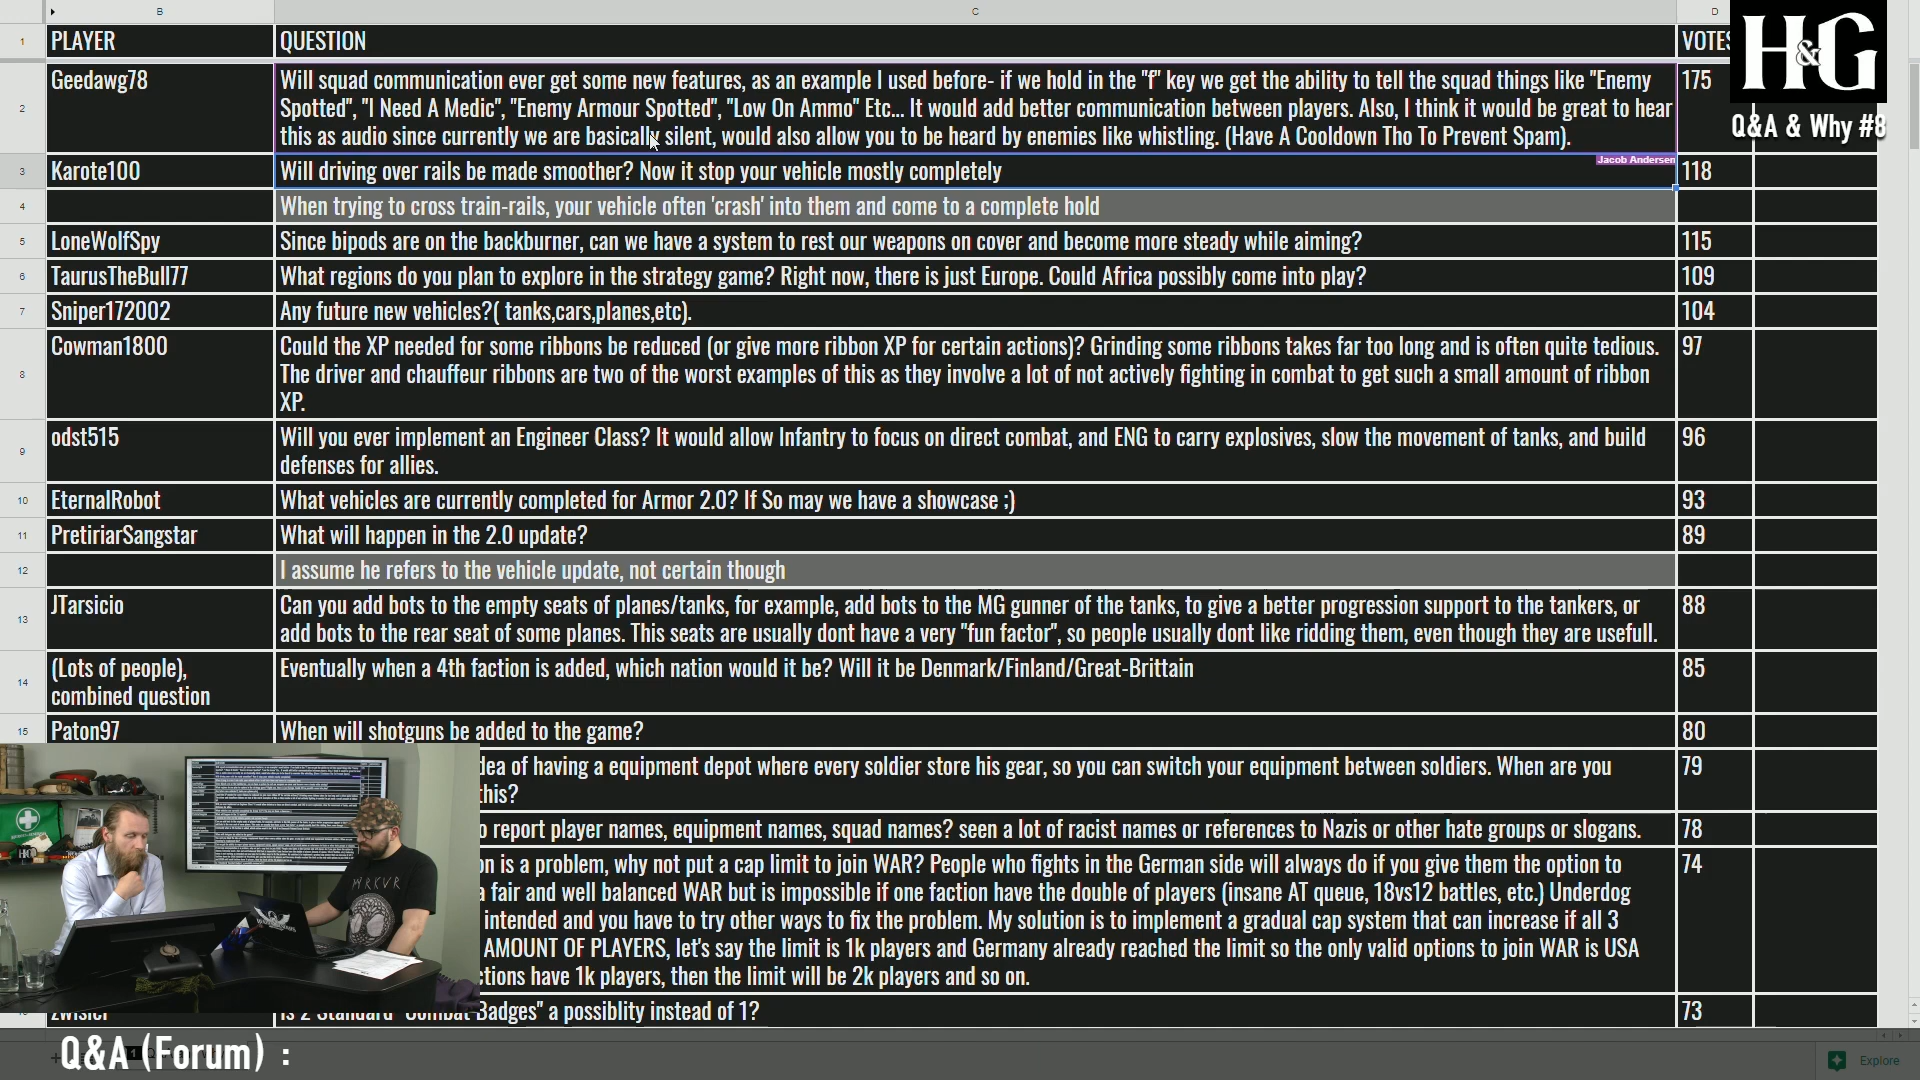 B C D
1 PLAYER QUESTION VOTES
H&G
Q&A & Why #8
2 Geedawg78 Will squad communication ever get some new features, as an example I used before- if we hold in the "f" key we get the ability to tell the squad things like "Enemy 175
Spotted", "I Need A Medic", "Enemy Armour Spotted", "Low On Ammo" Etc... It would add better communication between players. Also, I think it would be great to hear
this as audio since currently we are basically silent, would also allow you to be heard by enemies like whistling. (Have A Cooldown Tho To Prevent Spam).
Jacob Andersen
3 Karote100 Will driving over rails be made smoother? Now it stop your vehicle mostly completely 118
4 When trying to cross train-rails, your vehicle often 'crash' into them and come to a complete hold
5 LoneWolfSpy Since bipods are on the backburner, can we have a system to rest our weapons on cover and become more steady while aiming? 115
6 TaurusTheBull77 What regions do you plan to explore in the strategy game? Right now, there is just Europe. Could Africa possibly come into play? 109
7 Sniper172002 Any future new vehicles?( tanks,cars,planes,etc). 104
8 Cowman1800 Could the XP needed for some ribbons be reduced (or give more ribbon XP for certain actions)? Grinding some ribbons takes far too long and is often quite tedious. 97
The driver and chauffeur ribbons are two of the worst examples of this as they involve a lot of not actively fighting in combat to get such a small amount of ribbon
XP.
9 odst515 Will you ever implement an Engineer Class? It would allow Infantry to focus on direct combat, and ENG to carry explosives, slow the movement of tanks, and build 96
defenses for allies.
10 EternalRobot What vehicles are currently completed for Armor 2.0? If So may we have a showcase ;) 93
11 PretiriarSangstar What will happen in the 2.0 update? 89
12 I assume he refers to the vehicle update, not certain though
13 JTarsicio Can you add bots to the empty seats of planes/tanks, for example, add bots to the MG gunner of the tanks, to give a better progression support to the tankers, or 88
add bots to the rear seat of some planes. This seats are usually dont have a very "fun factor", so people usually dont like ridding them, even though they are usefull.
14 (Lots of people), Eventually when a 4th faction is added, which nation would it be? Will it be Denmark/Finland/Great-Brittain 85
combined question
15 Paton97 When will shotguns be added to the game? 80
idea of having a equipment depot where every soldier store his gear, so you can switch your equipment between soldiers. When are you 79
this?
o report player names, equipment names, squad names? seen a lot of racist names or references to Nazis or other hate groups or slogans. 78
on is a problem, why not put a cap limit to join WAR? People who fights in the German side will always do if you give them the option to 74
a fair and well balanced WAR but is impossible if one faction have the double of players (insane AT queue, 18vs12 battles, etc.) Underdog
intended and you have to try other ways to fix the problem. My solution is to implement a gradual cap system that can increase if all 3
AMOUNT OF PLAYERS, let's say the limit is 1k players and Germany already reached the limit so the only valid options to join WAR is USA
ctions have 1k players, then the limit will be 2k players and so on.
Is 2 Standard "Combat Badges" a possiblity instead of 1? 73
Q&A (Forum) :
Explore